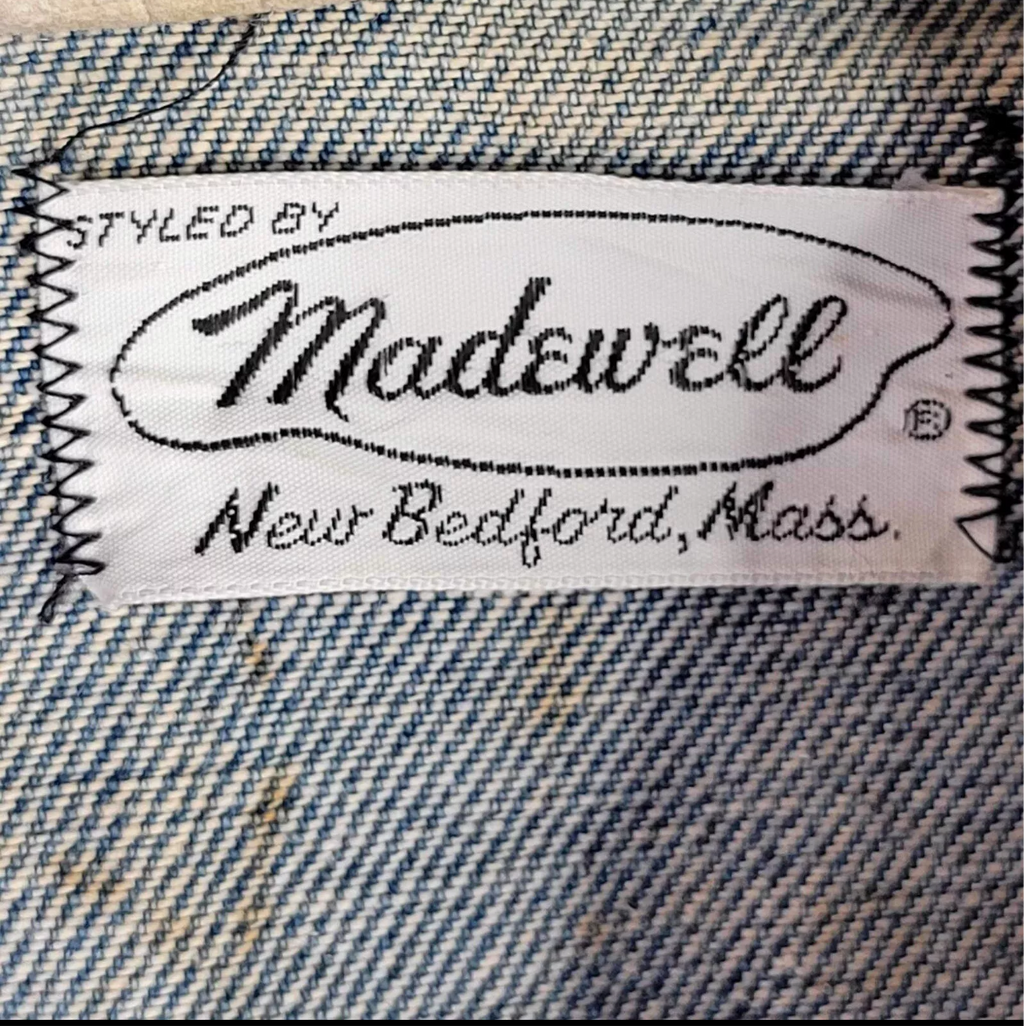 STYLED BY
Madewell
®
New Bedford, Mass.